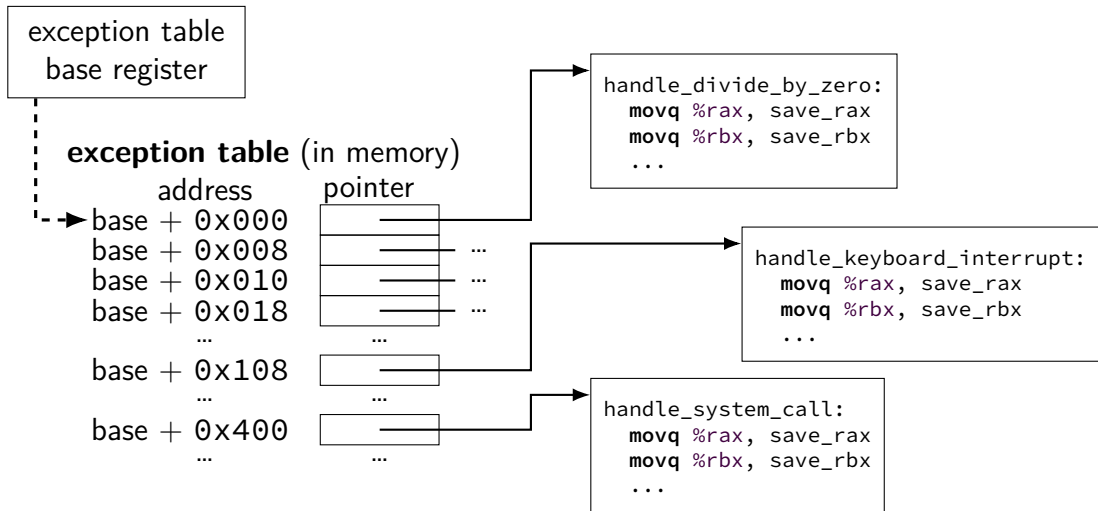 exception table
base register
exception table (in memory)
address pointer
base + 0x000
base + 0x008 ...
base + 0x010 ...
base + 0x018 ...
... ...
base + 0x108
... ...
base + 0x400
... ...
handle_divide_by_zero:
movq %rax, save_rax
movq %rbx, save_rbx
...
handle_keyboard_interrupt:
movq %rax, save_rax
movq %rbx, save_rbx
...
handle_system_call:
movq %rax, save_rax
movq %rbx, save_rbx
...